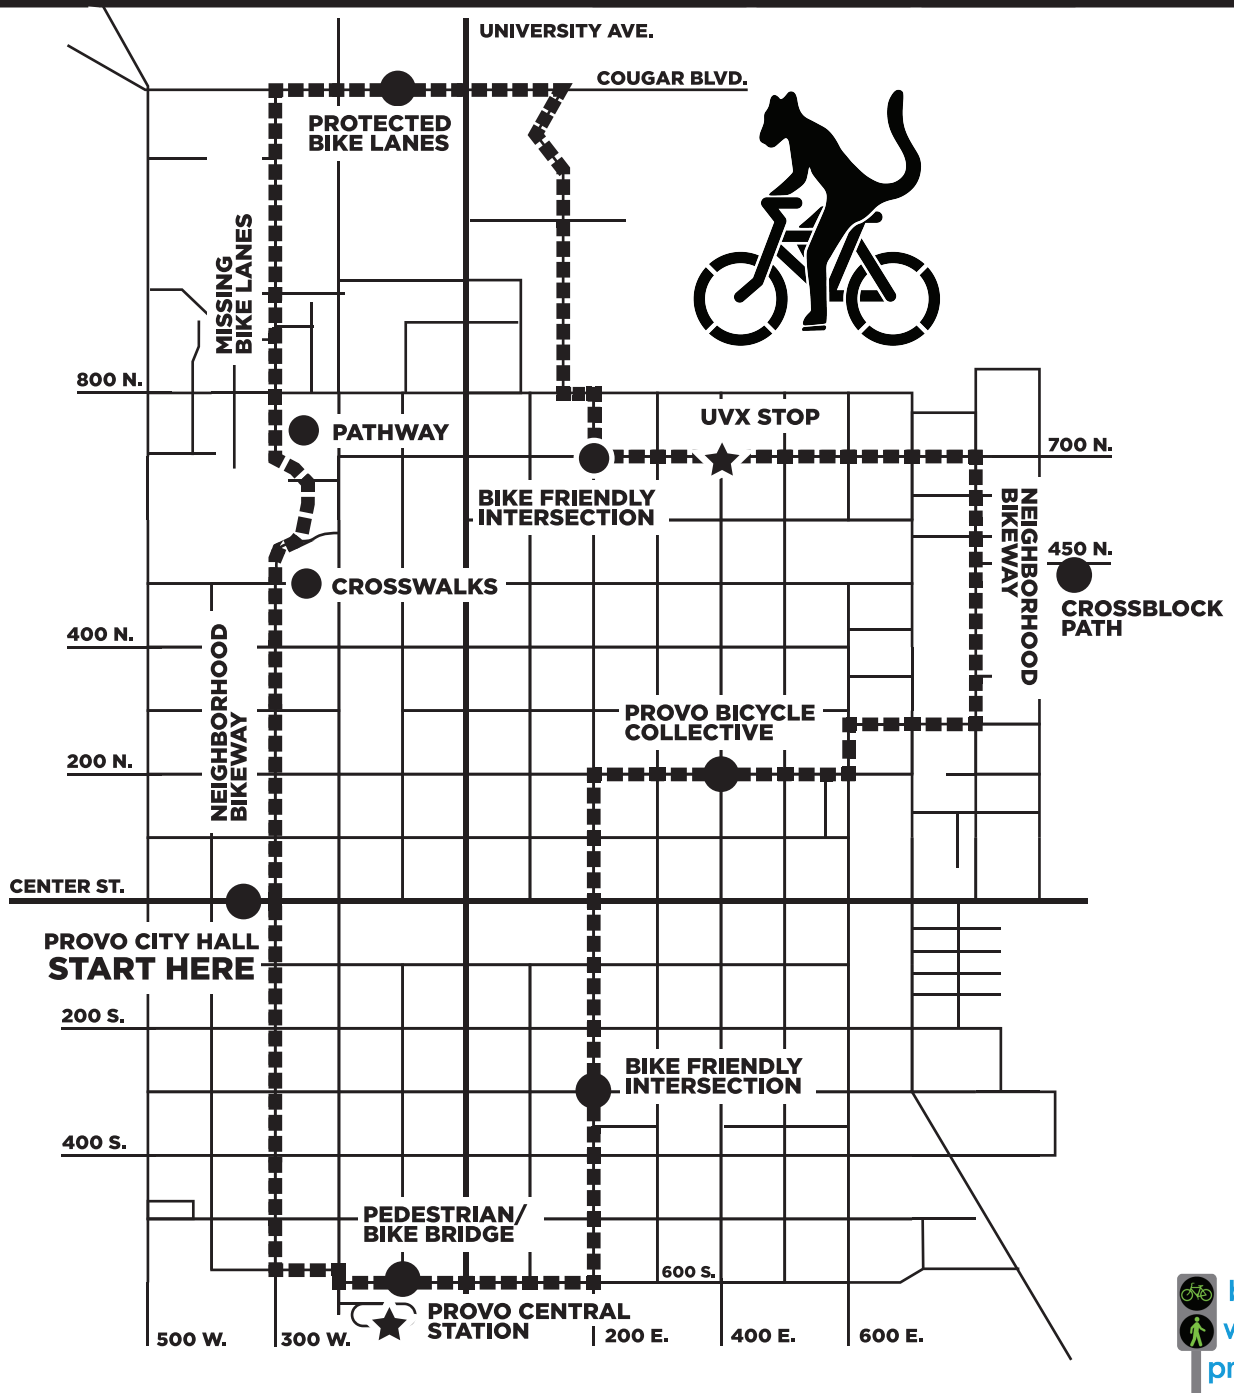 UNIVERSITY AVE.
COUGAR BLVD.
PROTECTED
BIKE LANES
MISSING
BIKE LANES
800 N.
UVX STOP
PATHWAY
700 N.
BIKE FRIENDLY
INTERSECTION
NEIGHBORHOOD
BIKEWAY
450 N.
CROSSWALKS
CROSSBLOCK
PATH
400 N.
NEIGHBORHOOD
BIKEWAY
PROVO BICYCLE
COLLECTIVE
200 N.
CENTER ST.
PROVO CITY HALL
START HERE
200 S.
BIKE FRIENDLY
INTERSECTION
400 S.
PEDESTRIAN/
BIKE BRIDGE
600 S.
PROVO CENTRAL
STATION
500 W.
300 W.
200 E.
400 E.
600 E.